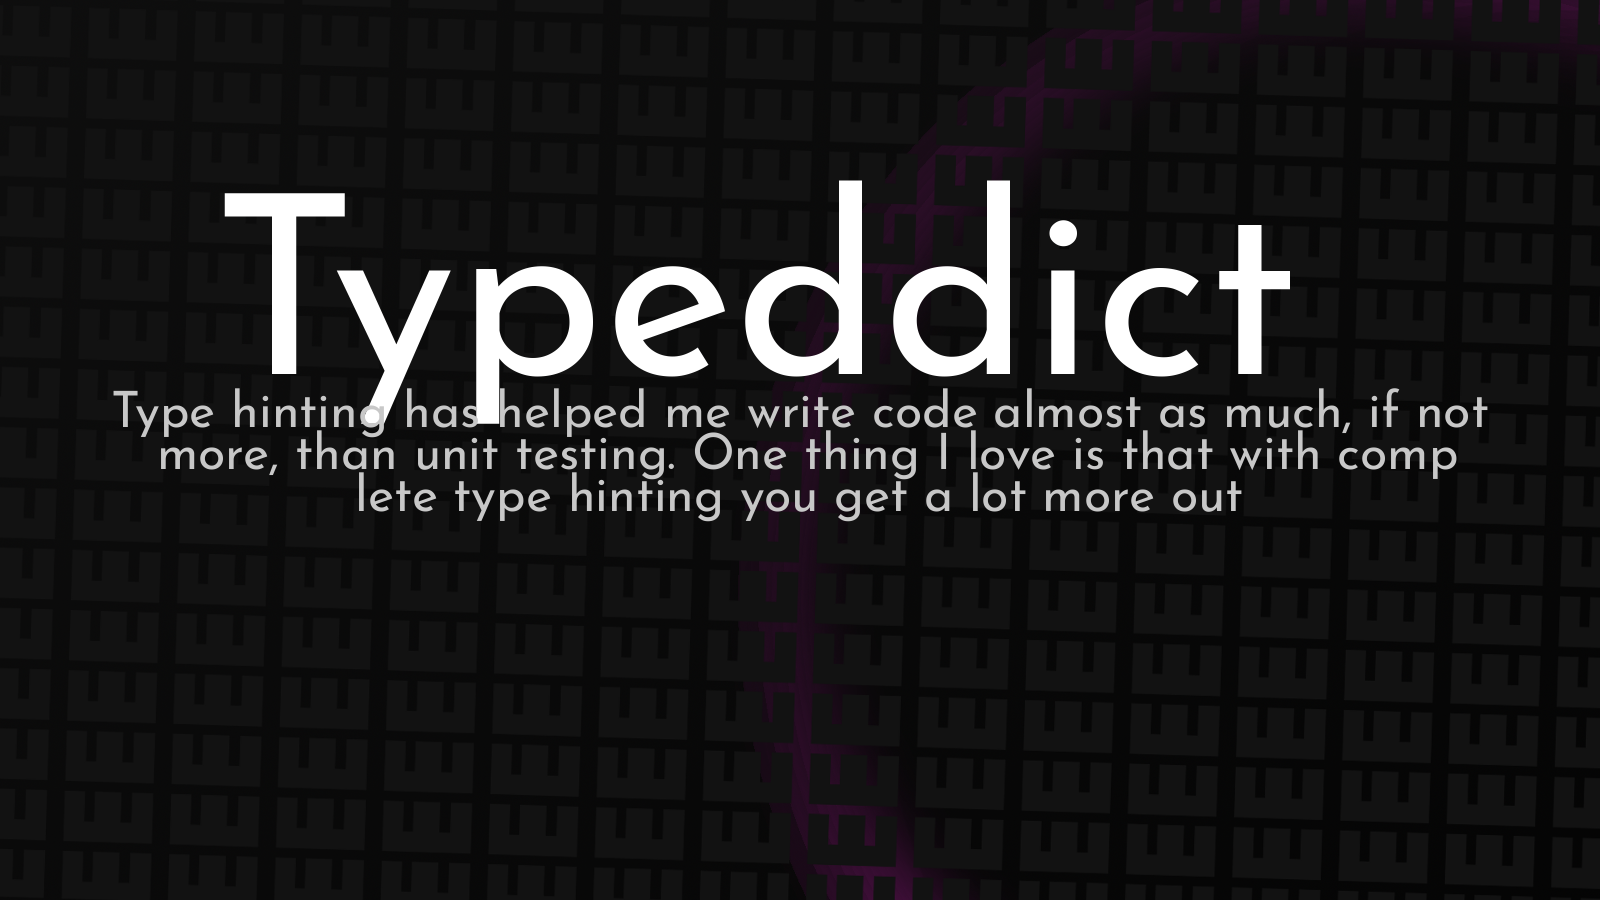 Typeddict
Type hinting has helped me write code almost as much, if not
more, than unit testing. One thing I love is that with comp
lete type hinting you get a lot more out